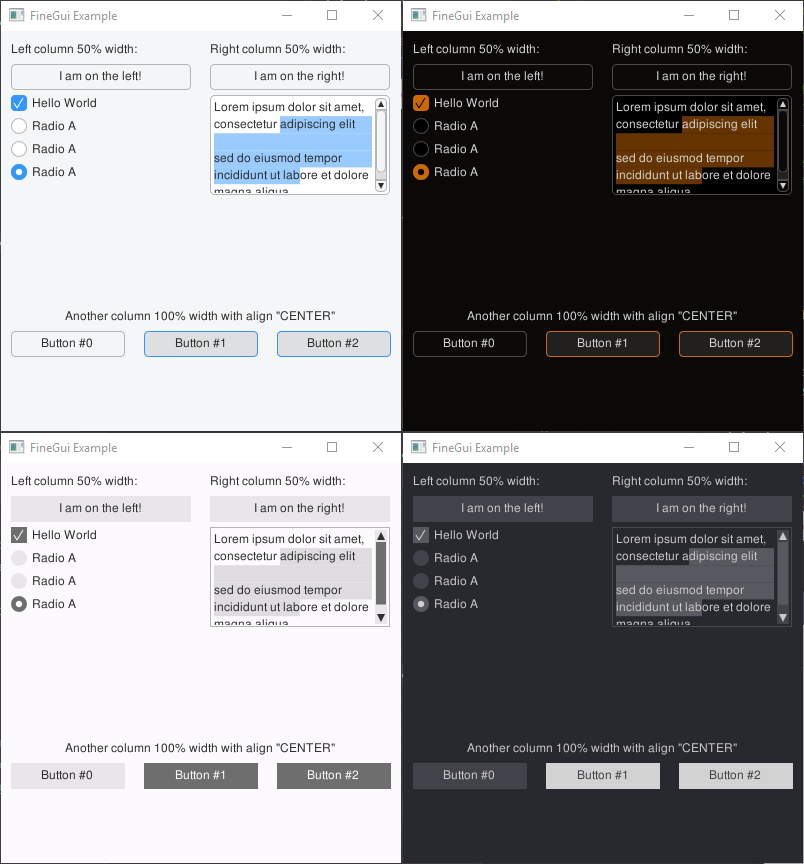 FineGui Example
Left column 50% width:
Right column 50% width:
I am on the left!
I am on the right!
Hello World
Radio A
Radio A
Radio A
Lorem ipsum dolor sit amet,
consectetur adipiscing elit
sed do eiusmod tempor
incididunt ut labore et dolore
magna aliqua
Another column 100% width with align "CENTER"
Button #0
Button #1
Button #2
FineGui Example
Left column 50% width:
Right column 50% width:
I am on the left!
I am on the right!
Hello World
Radio A
Radio A
Radio A
Lorem ipsum dolor sit amet,
consectetur adipiscing elit
sed do eiusmod tempor
incididunt ut labore et dolore
magna aliqua
Another column 100% width with align "CENTER"
Button #0
Button #1
Button #2
FineGui Example
Left column 50% width:
Right column 50% width:
I am on the left!
I am on the right!
Hello World
Radio A
Radio A
Radio A
Lorem ipsum dolor sit amet,
consectetur adipiscing elit
sed do eiusmod tempor
incididunt ut labore et dolore
magna aliqua
Another column 100% width with align "CENTER"
Button #0
Button #1
Button #2
FineGui Example
Left column 50% width:
Right column 50% width:
I am on the left!
I am on the right!
Hello World
Radio A
Radio A
Radio A
Lorem ipsum dolor sit amet,
consectetur adipiscing elit
sed do eiusmod tempor
incididunt ut labore et dolore
magna aliqua
Another column 100% width with align "CENTER"
Button #0
Button #1
Button #2